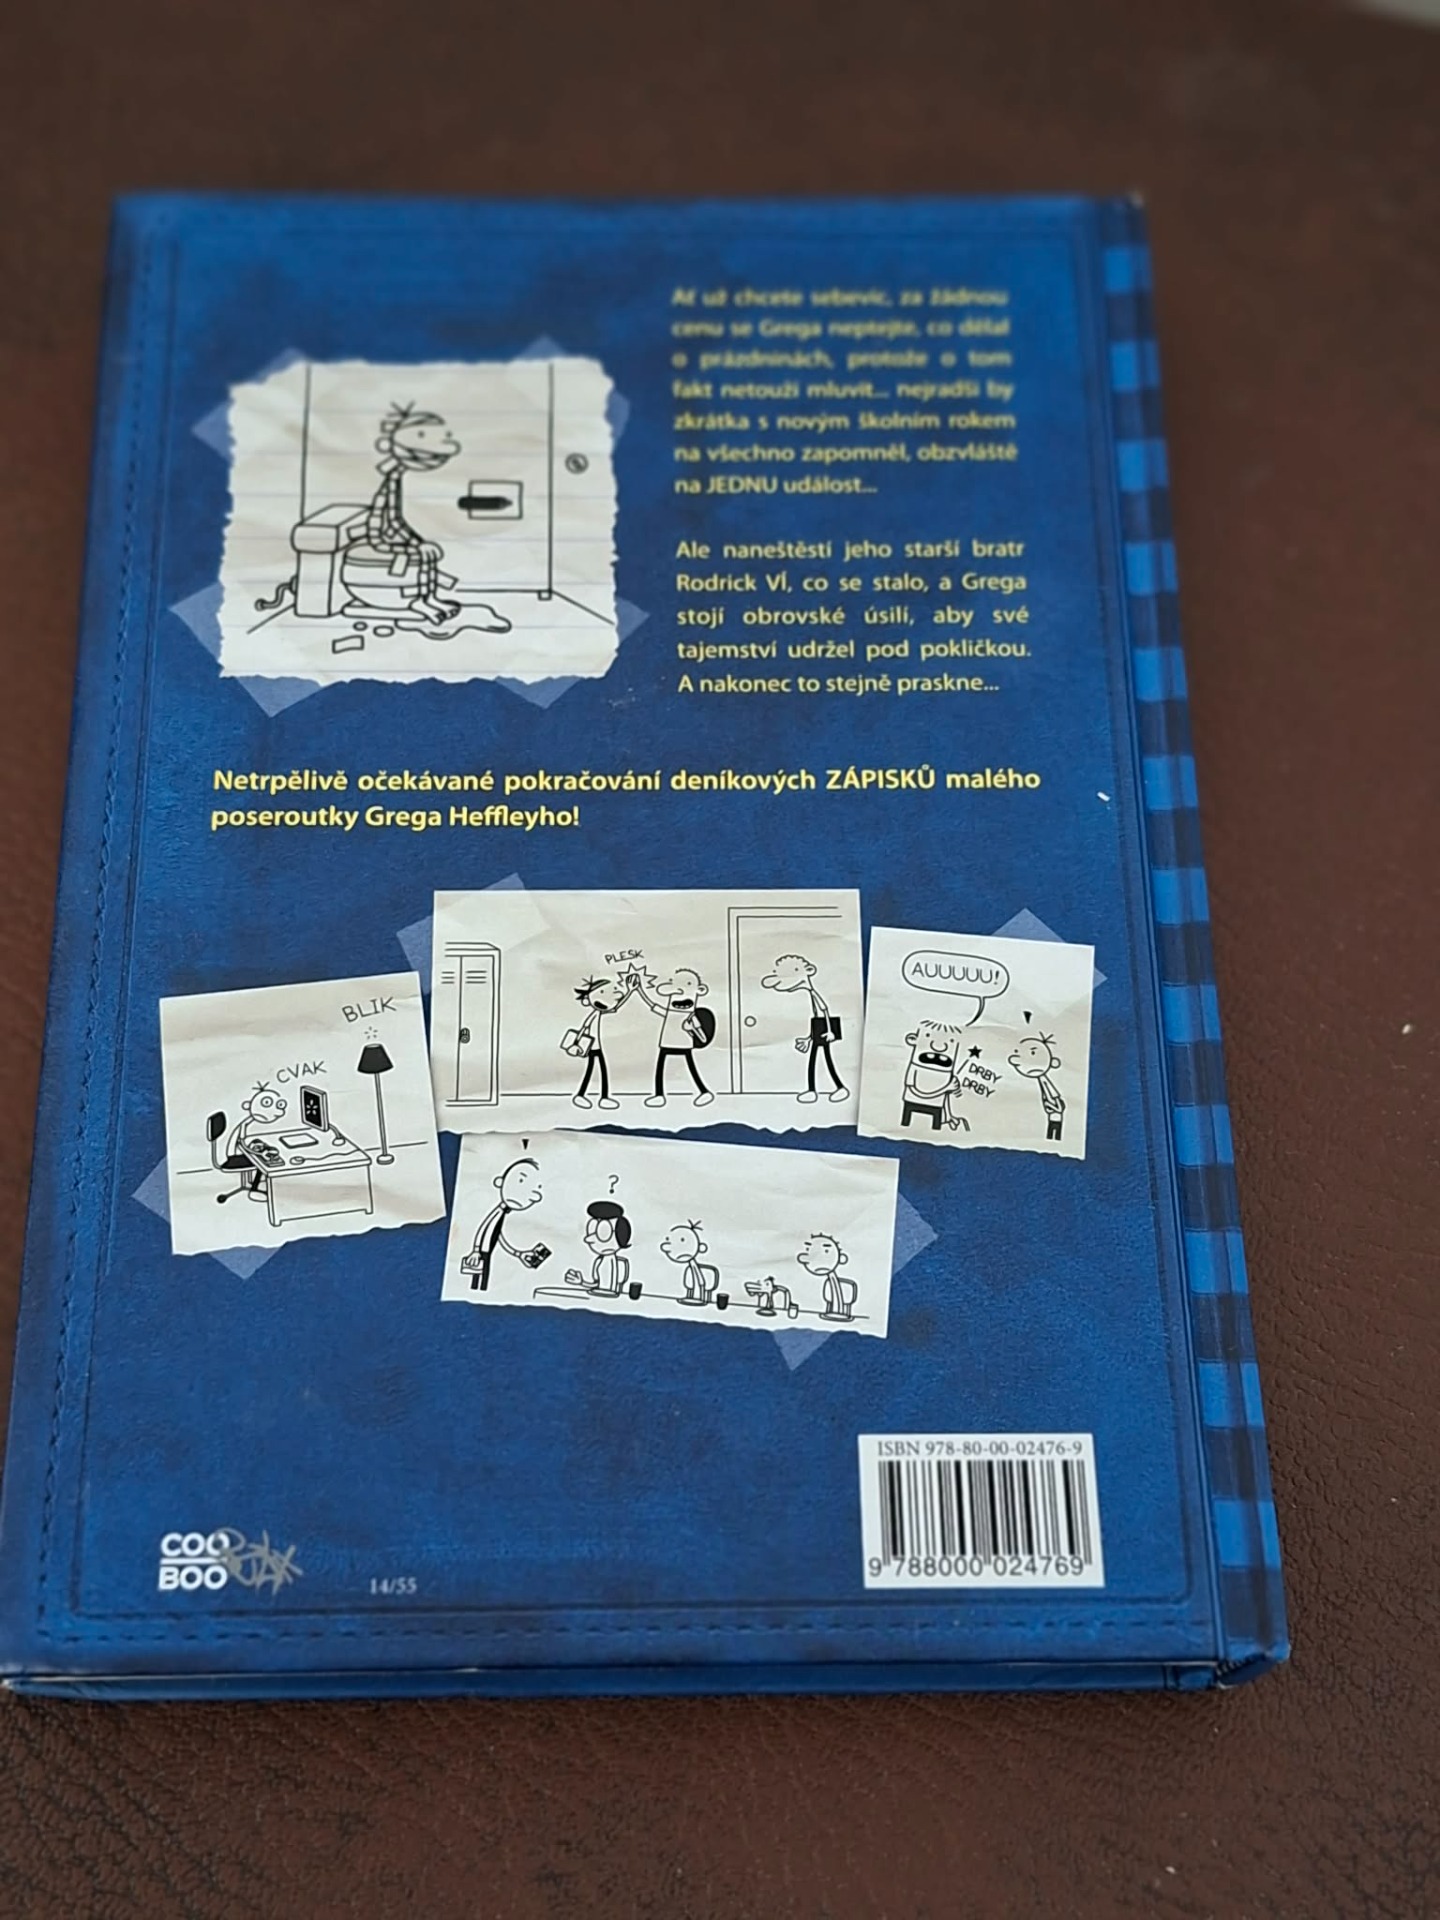 Ať už chcete sebevíc, za žádnou
cenu se Grega neptejte, co dělal
o prázdninách, protože o tom
fakt netouží mluvit... nejradši by
zkrátka s novým školním rokem
na všechno zapomněl, obzvláště
na JEDNU událost...
Ale naneštěstí jeho starší bratr
Rodrick VÍ, co se stalo, a Grega
stojí obrovské úsilí, aby své
tajemství udržel pod pokličkou.
A nakonec to stejně praskne...
Netrpělivě očekávané pokračování deníkových ZÁPISKŮ malého
poseroutky Grega Heffleyho!
PLESK
AUUUUU!
DRBY
DRBY
BLIK
CVAK
?
ISBN 978-80-00-02476-9
9 788000 024769
COO
BOO
14/55